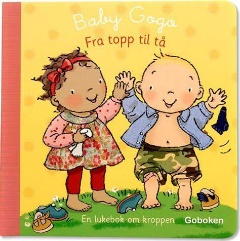 Baby Gogo
Fra topp til tå
En lukebok om kroppen
Goboken